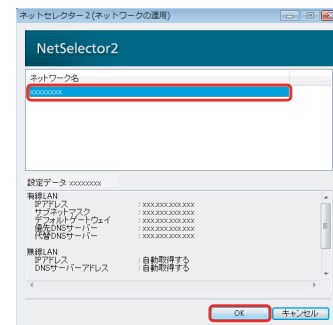 ネットセレクター2(ネットワークの運用)
NetSelector2
ネットワーク名
xxxxxxxx
設定データ: xxxxxxxx
有線LAN:
IPアドレス : xxx.xxx.xxx.xxx
サブネットマスク : xxx.xxx.xxx.xxx
デフォルトゲートウェイ : xxx.xxx.xxx.xxx
優先DNSサーバー : xxx.xxx.xxx.xxx
代替DNSサーバー : xxx.xxx.xxx.xxx
無線LAN:
IPアドレス : 自動取得する
DNSサーバーアドレス : 自動取得する
OK キャンセル